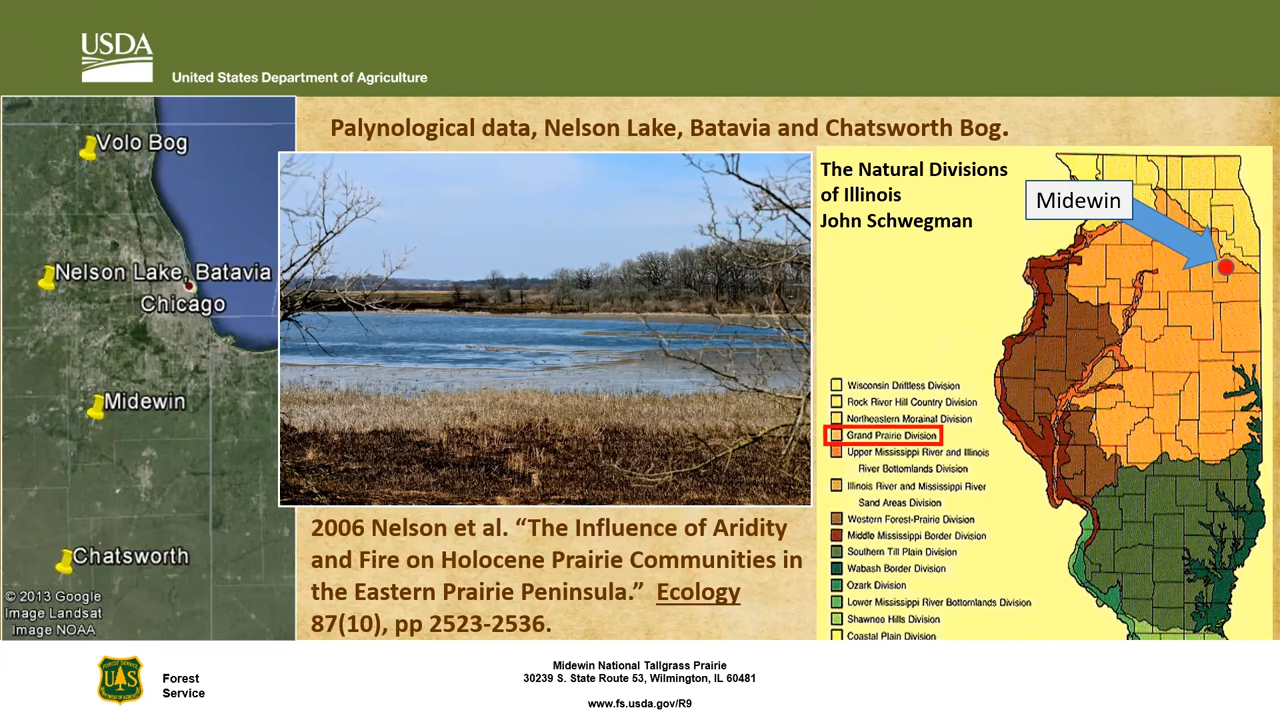 USDA
United States Department of Agriculture
Palynological data, Nelson Lake, Batavia and Chatsworth Bog.
Volo Bog
Nelson Lake, Batavia
Chicago
Midewin
Chatsworth
© 2013 Google
Image Landsat
Image NOAA
2006 Nelson et al. “The Influence of Aridity
and Fire on Holocene Prairie Communities in
the Eastern Prairie Peninsula.” Ecology
87(10), pp 2523-2536.
The Natural Divisions
of Illinois
John Schwegman
Midewin
Wisconsin Driftless Division
Rock River Hill Country Division
Northeastern Morainal Division
Grand Prairie Division
Upper Mississippi River and Illinois
River Bottomlands Division
Illinois River and Mississippi River
Sand Areas Division
Western Forest-Prairie Division
Middle Mississippi Border Division
Southern Till Plain Division
Wabash Border Division
Ozark Division
Lower Mississippi River Bottomlands Division
Shawnee Hills Division
Coastal Plain Division
FOREST SERVICE
U S
DEPARTMENT OF AGRICULTURE
Forest
Service
Midewin National Tallgrass Prairie
30239 S. State Route 53, Wilmington, IL 60481
www.fs.usda.gov/R9